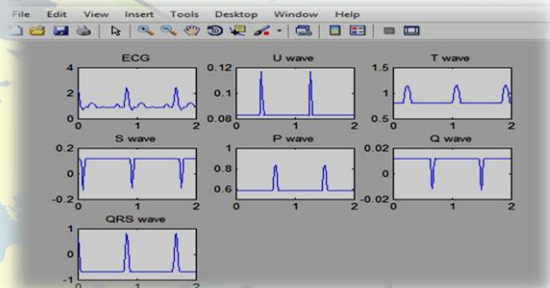 File Edit View Insert Tools Desktop Window Help
ECG U wave T wave
4 0.12 1.5
2 0.1 1
0 0.08 0.5
0 1 2 0 1 2 0 1 2
S wave P wave Q wave
0.2 1 0.02
0 0.8 0
-0.2 0.6 -0.02
0 1 2 0 1 2 0 1 2
QRS wave
1
0
-1
0 1 2